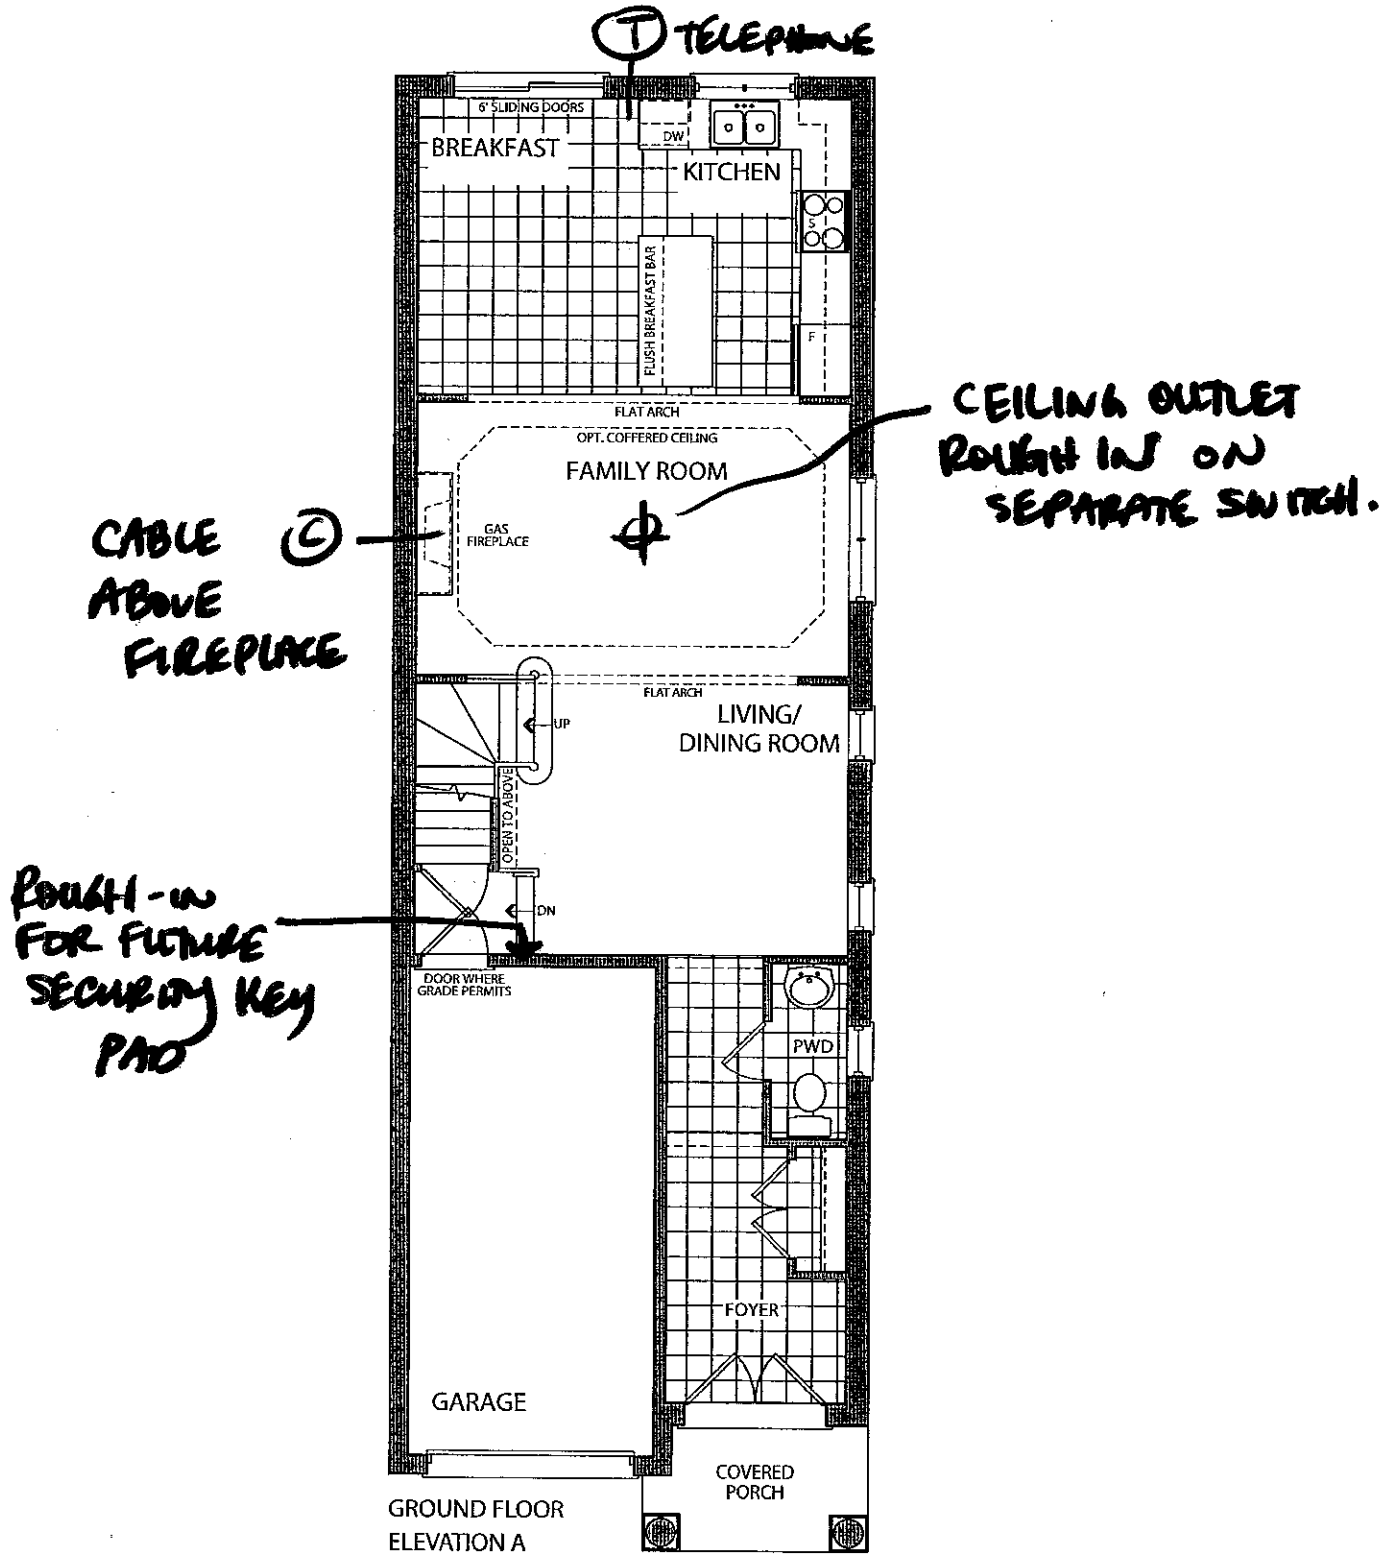 T TELEPHONE
6' SLIDING DOORS
BREAKFAST
DW
KITCHEN
S
FLUSH BREAKFAST BAR
F
FLAT ARCH
OPT. COFFERED CEILING
FAMILY ROOM
CEILING OUTLET
ROUGH IN ON
SEPARATE SWITCH.
GAS
FIREPLACE
CABLE C
ABOVE
FIREPLACE
FLAT ARCH
UP
LIVING/
DINING ROOM
OPEN TO ABOVE
ROUGH-IN
FOR FUTURE
SECURITY KEY
PAD
DN
DOOR WHERE
GRADE PERMITS
PWD
FOYER
GARAGE
COVERED
PORCH
GROUND FLOOR
ELEVATION A